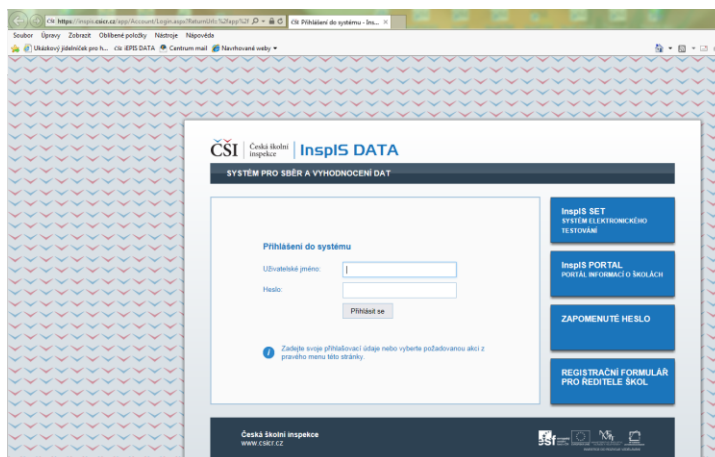 https://inspis.csicr.cz/app/Account/Login.aspx?ReturnUrl=%2fapp%2f
ČSI Přihlášení do systému - Ins...
Soubor Úpravy Zobrazit Oblíbené položky Nástroje Nápověda
Ukázkový jídelníček pro h... iEPIS DATA Centrum mail Navrhované weby
ČŠI Česká školní inspekce InspIS DATA
SYSTÉM PRO SBĚR A VYHODNOCENÍ DAT
Přihlášení do systému
Uživatelské jméno:
Heslo:
Přihlásit se
Zadejte svoje přihlašovací údaje nebo vyberte požadovanou akci z
pravého menu této stránky.
InspIS SET
SYSTÉM ELEKTRONICKÉHO
TESTOVÁNÍ
InspIS PORTAL
PORTÁL INFORMACÍ O ŠKOLÁCH
ZAPOMENUTÉ HESLO
REGISTRAČNÍ FORMULÁŘ
PRO ŘEDITELE ŠKOL
Česká školní inspekce
www.csicr.cz
esf